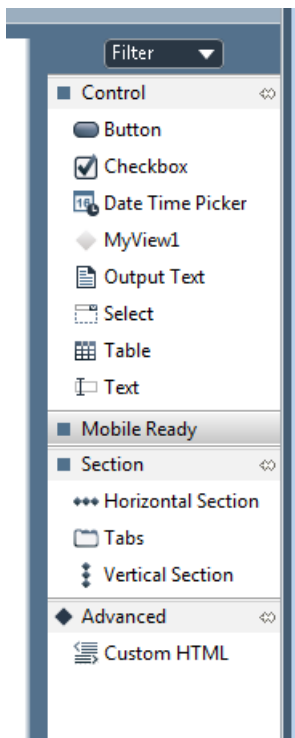 Filter
Control
Button
Checkbox
16 Date Time Picker
MyView1
Output Text
Select
Table
Text
Mobile Ready
Section
Horizontal Section
Tabs
Vertical Section
Advanced
Custom HTML